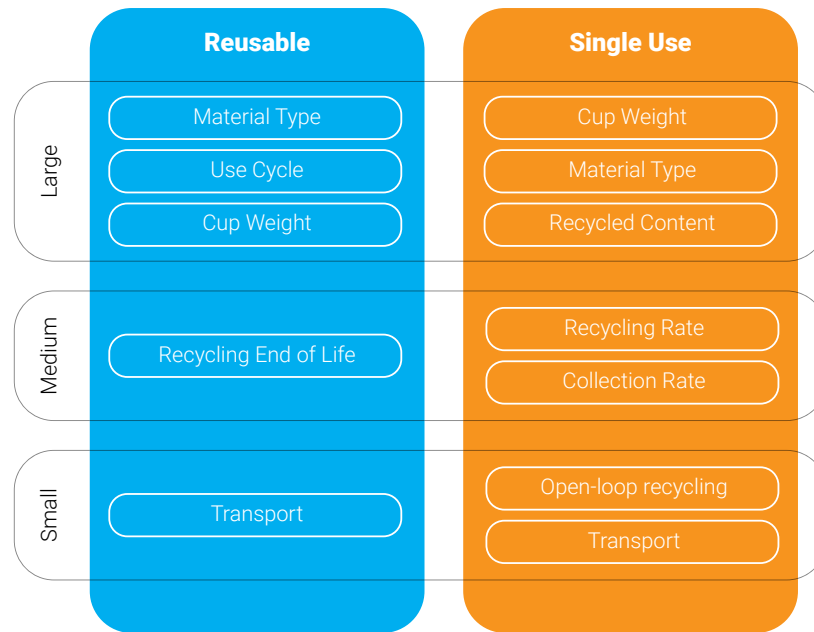 Reusable
Single Use
Large
Material Type
Use Cycle
Cup Weight
Cup Weight
Material Type
Recycled Content
Medium
Recycling End of Life
Recycling Rate
Collection Rate
Small
Transport
Open-loop recycling
Transport